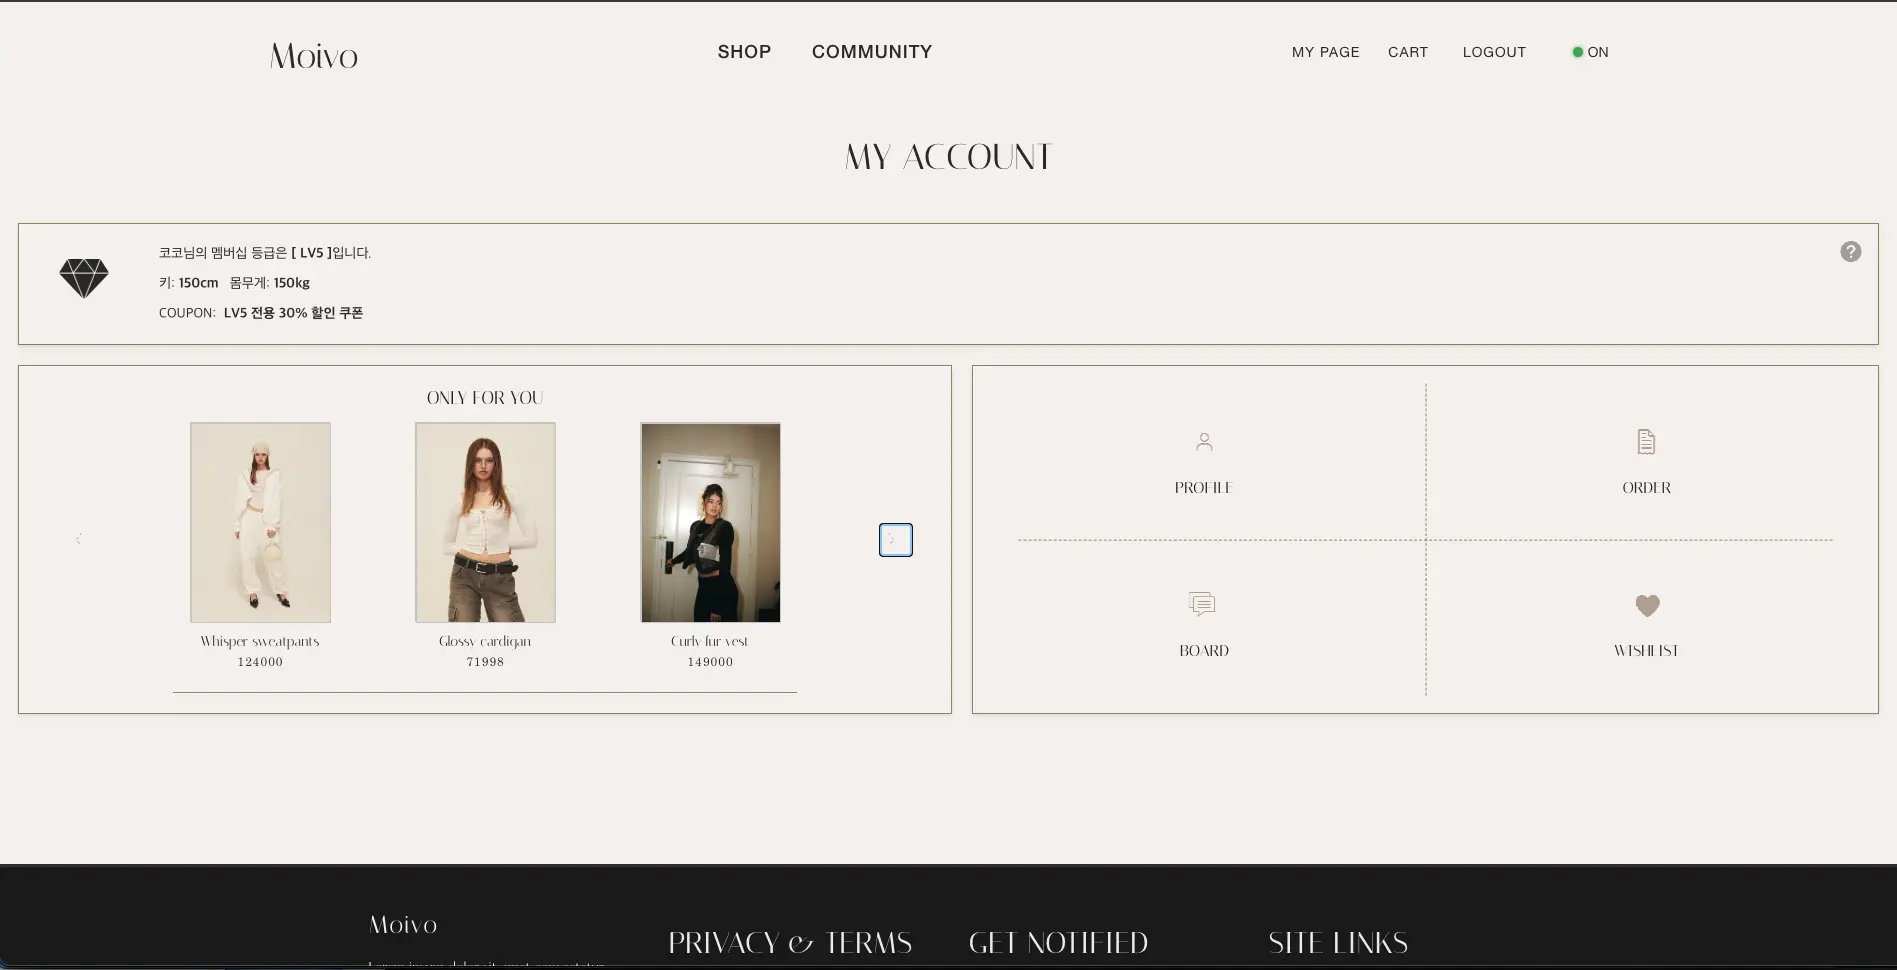 Moivo
SHOP COMMUNITY
MY PAGE CART LOGOUT ON
MY ACCOUNT
코코님의 멤버십 등급은 [ LV5 ]입니다.
키: 150cm 몸무게: 150kg
COUPON: LV5 전용 30% 할인 쿠폰
?
ONLY FOR YOU
Whisper sweatpants
124000
Glossy cardigan
71998
Curly fur vest
149000
PROFILE
ORDER
BOARD
WISHLIST
Moivo
PRIVACY & TERMS
GET NOTIFIED
SITE LINKS